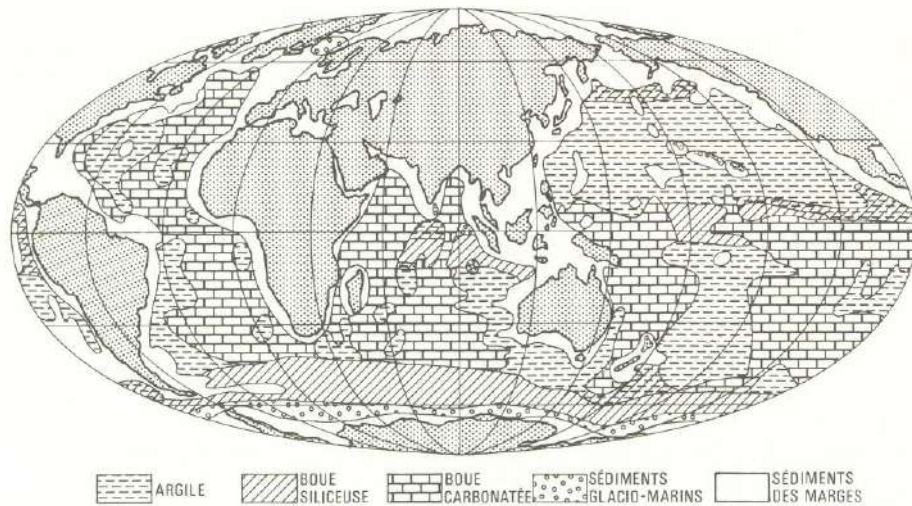 ARGILE
BOUE
SILICEUSE
BOUE
CARBONATÉE
SÉDIMENTS
GLACIO-MARINS
SÉDIMENTS
DES MARGES